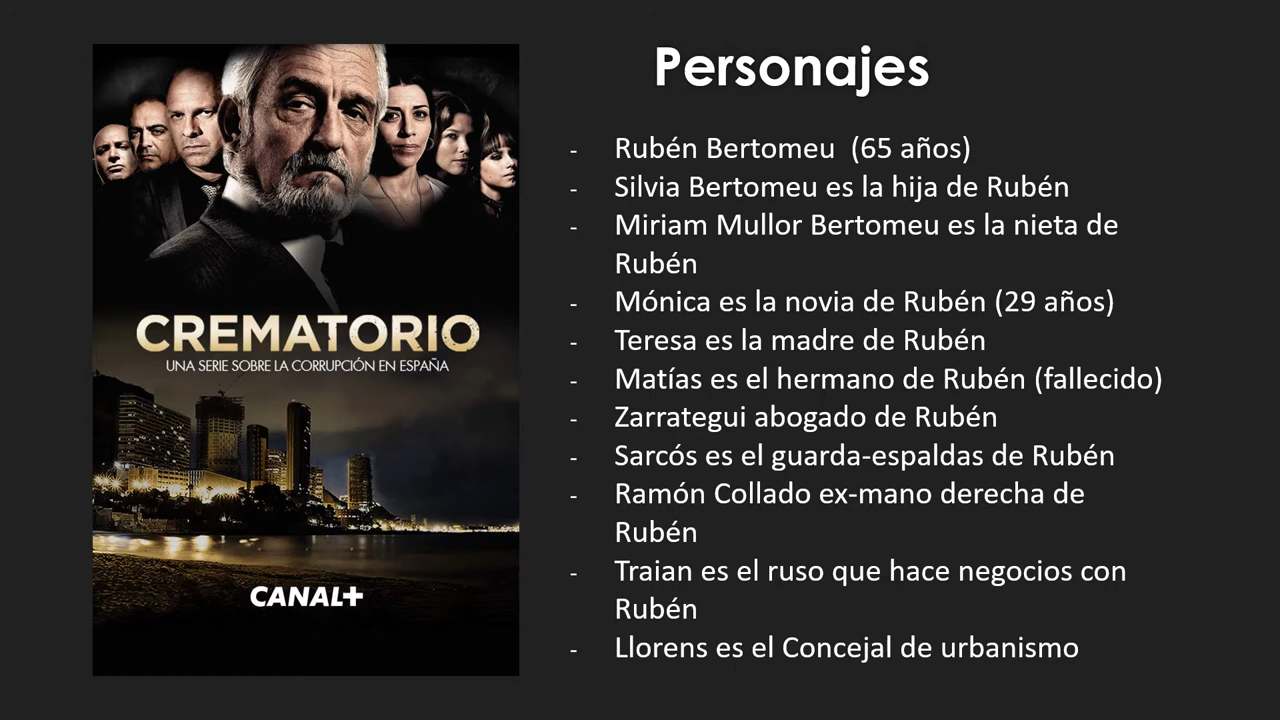 Personajes
CREMATORIO
UNA SERIE SOBRE LA CORRUPCIÓN EN ESPAÑA
CANAL+
- Rubén Bertomeu  (65 años)
- Silvia Bertomeu es la hija de Rubén
- Miriam Mullor Bertomeu es la nieta de
Rubén
- Mónica es la novia de Rubén (29 años)
- Teresa es la madre de Rubén
- Matías es el hermano de Rubén (fallecido)
- Zarrategui abogado de Rubén
- Sarcós es el guarda-espaldas de Rubén
- Ramón Collado ex-mano derecha de
Rubén
- Traian es el ruso que hace negocios con
Rubén
- Llorens es el Concejal de urbanismo